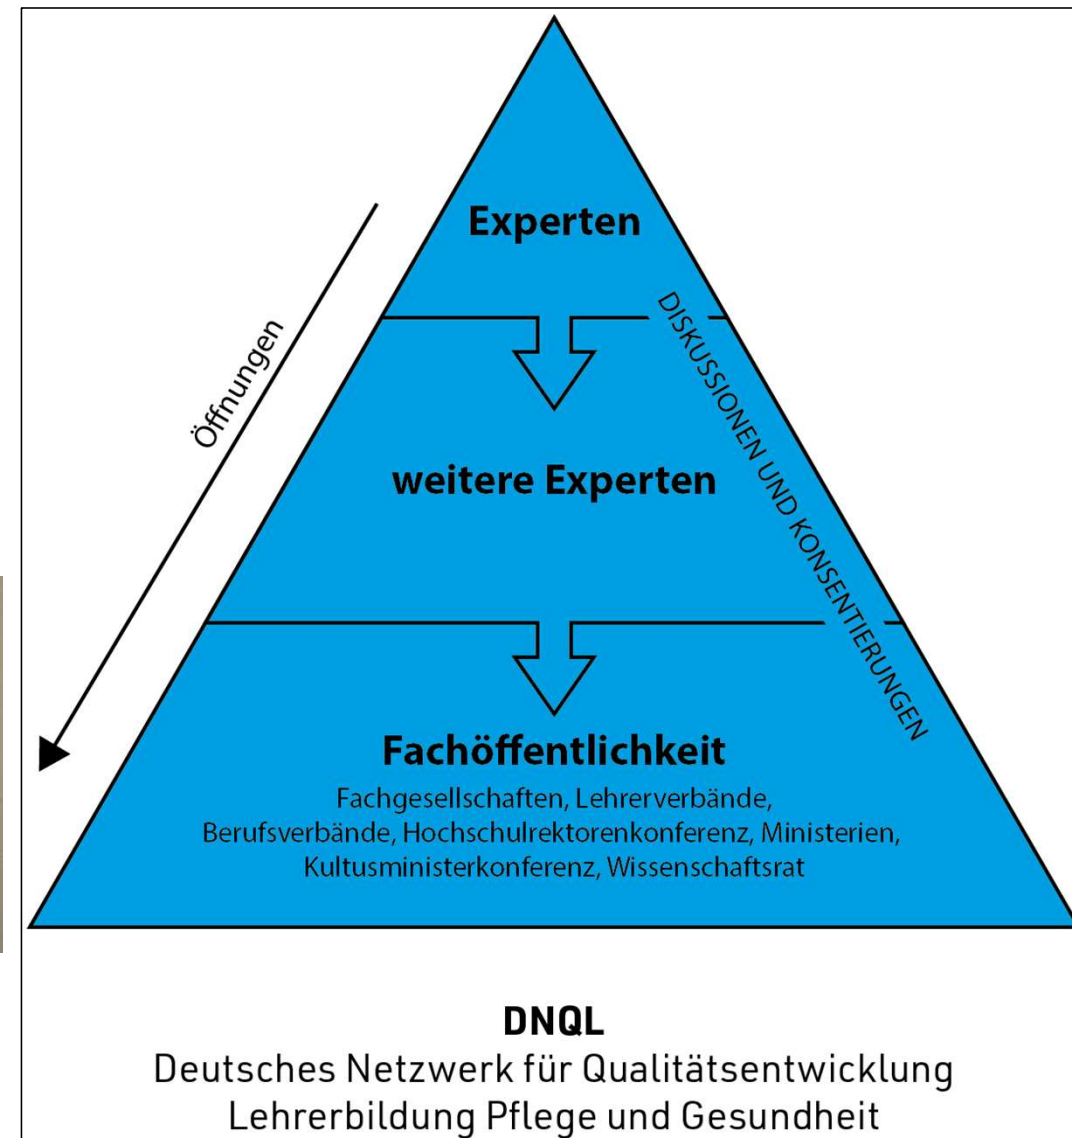 Experten
Öffnungen
DISKUSSIONEN UND KONSENTIERUNGEN
weitere Experten
Fachöffentlichkeit
Fachgesellschaften, Lehrerverbände,
Berufsverbände, Hochschulrektorenkonferenz, Ministerien,
Kultusministerkonferenz, Wissenschaftsrat
DNQL
Deutsches Netzwerk für Qualitätsentwicklung
Lehrerbildung Pflege und Gesundheit